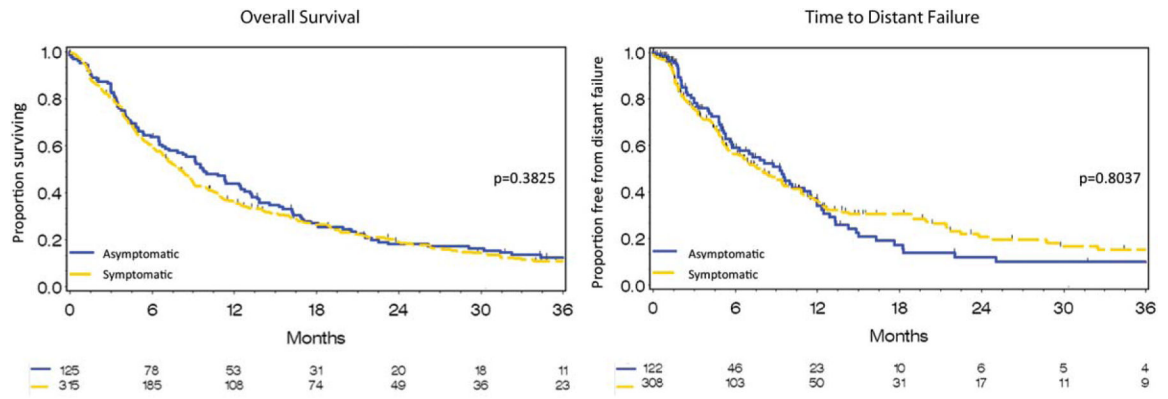 Overall Survival
Proportion surviving
1.0
0.8
0.6
0.4
0.2
0.0
p=0.3825
Asymptomatic
Symptomatic
0 6 12 18 24 30 36
Months
125 78 53 31 20 18 11
315 185 108 74 49 36 23
Time to Distant Failure
Proportion free from distant failure
1.0
0.8
0.6
0.4
0.2
0.0
p=0.8037
Asymptomatic
Symptomatic
0 6 12 18 24 30 36
Months
122 46 23 10 6 5 4
308 103 50 31 17 11 9